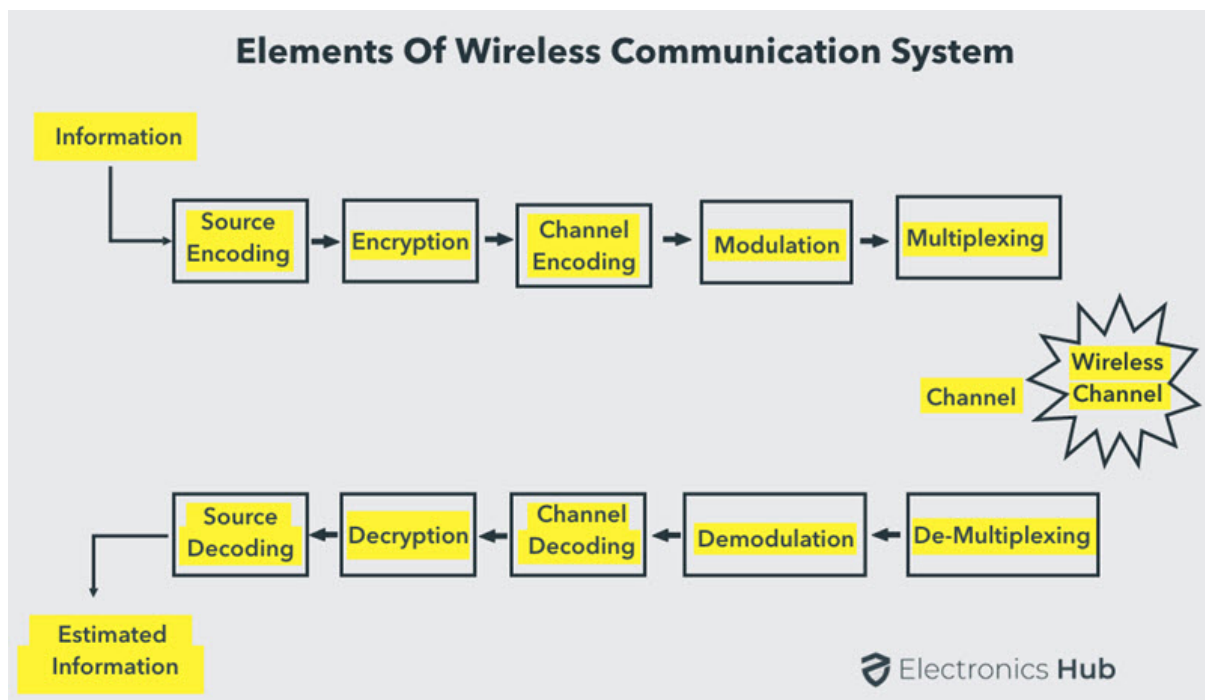 Elements Of Wireless Communication System
Information
Source
Encoding
Encryption
Channel
Encoding
Modulation
Multiplexing
Wireless
Channel
Channel
Source
Decoding
Decryption
Channel
Decoding
Demodulation
De-Multiplexing
Estimated
Information
Electronics Hub